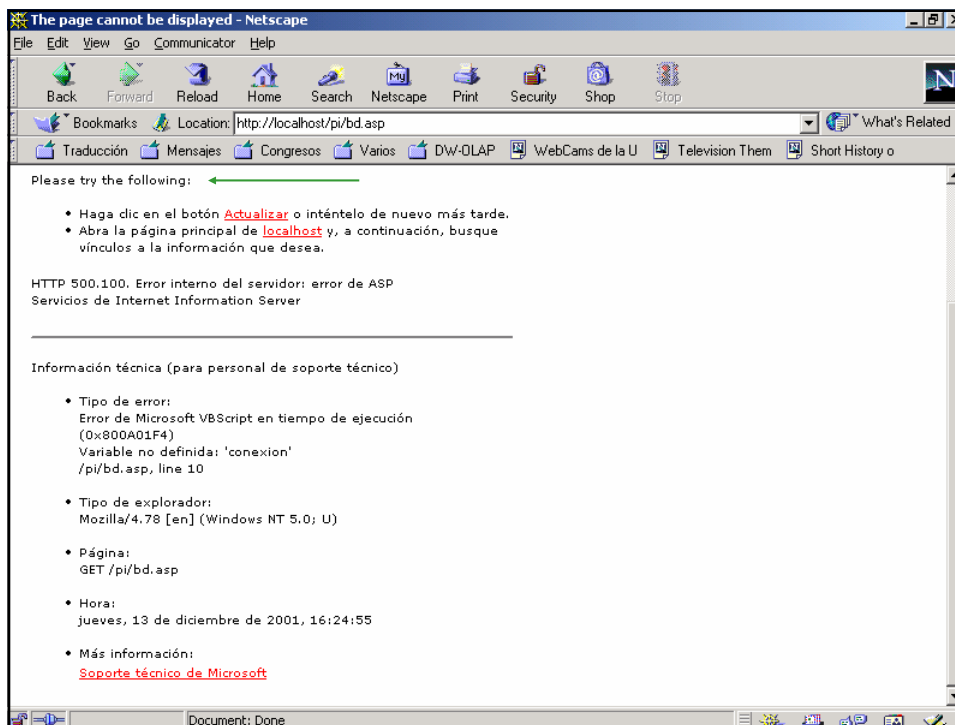 The page cannot be displayed - Netscape
File Edit View Go Communicator Help
My
N
Back Forward Reload Home Search Netscape Print Security Shop Stop
Bookmarks Location: http://localhost/pi/bd.asp What's Related
Traducción Mensajes Congresos Varios DW-OLAP WebCams de la U Television Them Short History o
Please try the following:
• Haga clic en el botón Actualizar o inténtelo de nuevo más tarde.
• Abra la página principal de localhost y, a continuación, busque
vínculos a la información que desea.
HTTP 500.100. Error interno del servidor: error de ASP
Servicios de Internet Information Server
Información técnica (para personal de soporte técnico)
• Tipo de error:
Error de Microsoft VBScript en tiempo de ejecución
(0x800A01F4)
Variable no definida: 'conexion'
/pi/bd.asp, line 10
• Tipo de explorador:
Mozilla/4.78 [en] (Windows NT 5.0; U)
• Página:
GET /pi/bd.asp
• Hora:
jueves, 13 de diciembre de 2001, 16:24:55
• Más información:
Soporte técnico de Microsoft
Document: Done